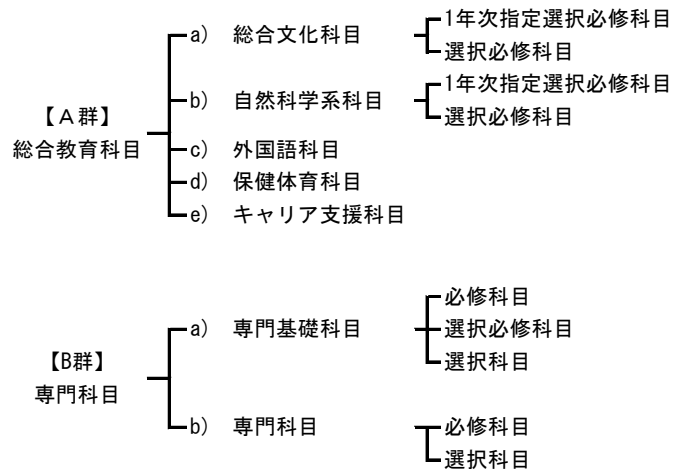 【A群】
総合教育科目
a) 総合文化科目
1年次指定選択必修科目
選択必修科目
b) 自然科学系科目
1年次指定選択必修科目
選択必修科目
c) 外国語科目
d) 保健体育科目
e) キャリア支援科目
【B群】
専門科目
a) 専門基礎科目
必修科目
選択必修科目
選択科目
b) 専門科目
必修科目
選択科目